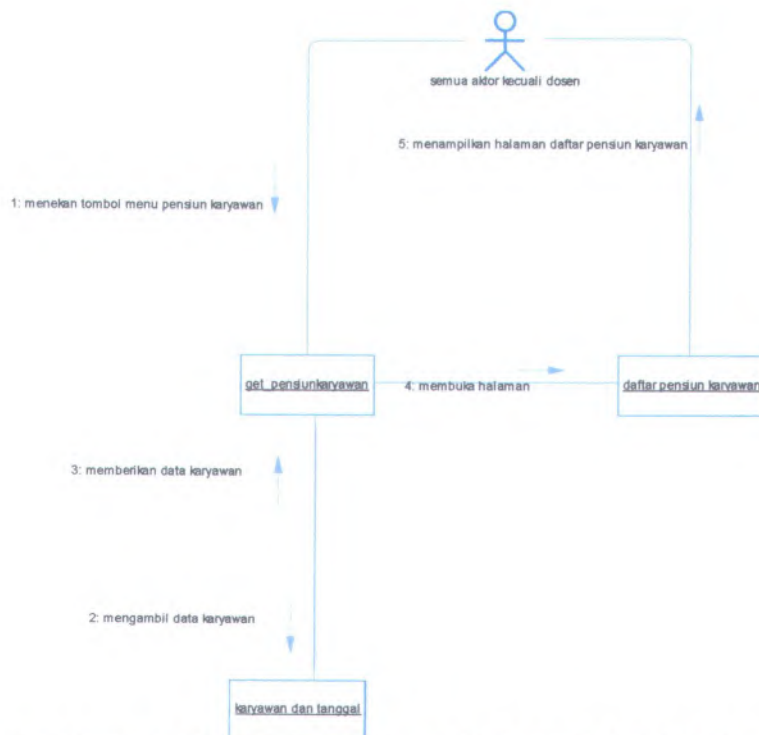 semua aktor kecuali dosen
5: menampilkan halaman daftar pensiun karyawan
1: menekan tombol menu pensiun karyawan
get_pensiunkaryawan
4: membuka halaman
daftar pensiun karyawan
3: memberikan data karyawan
2: mengambil data karyawan
karyawan dan tanggal